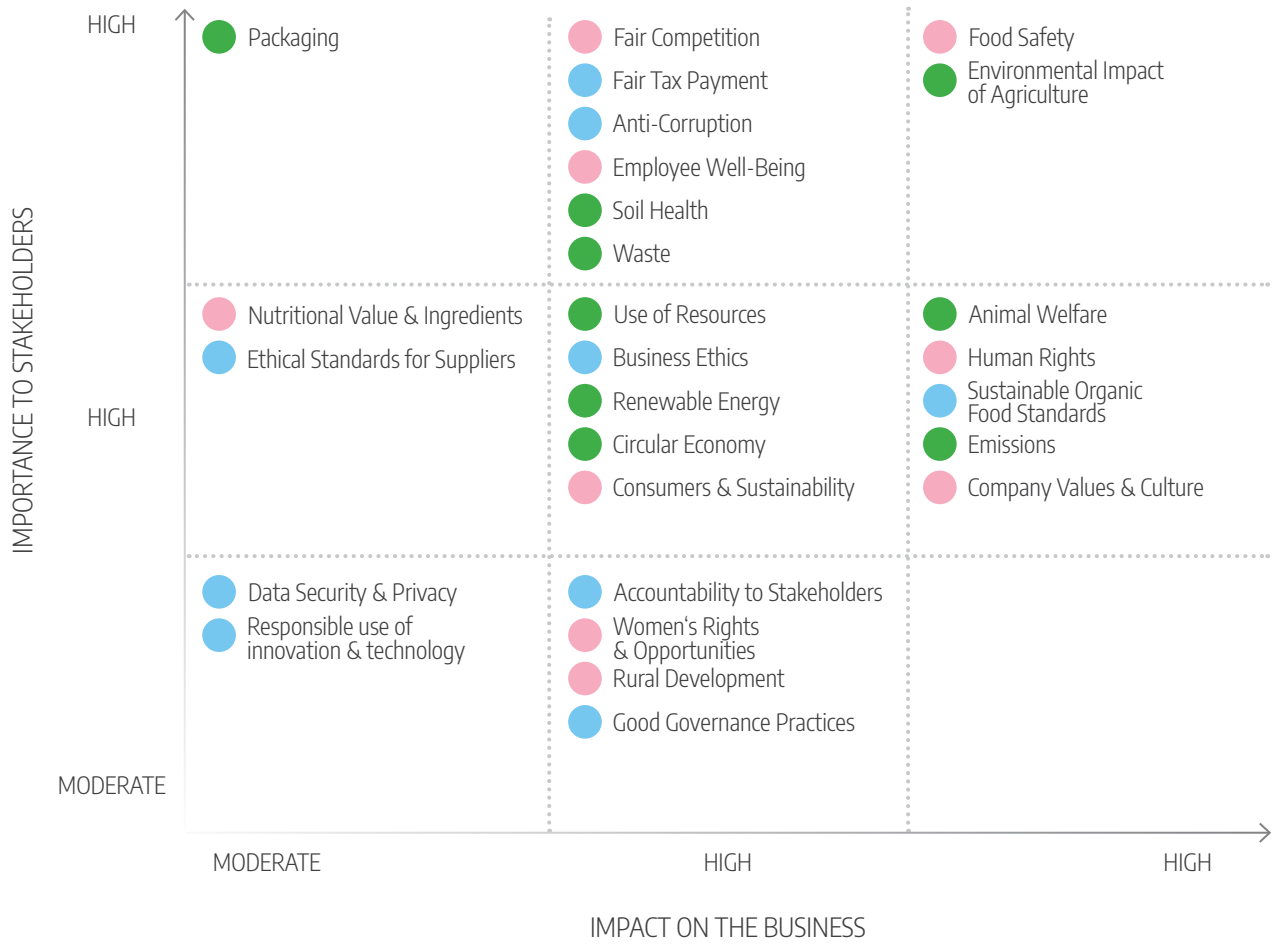 HIGH
Packaging
Fair Competition
Fair Tax Payment
Anti-Corruption
Employee Well-Being
Soil Health
Waste
Food Safety
Environmental Impact
of Agriculture
IMPORTANCE TO STAKEHOLDERS
HIGH
Nutritional Value & Ingredients
Ethical Standards for Suppliers
Use of Resources
Business Ethics
Renewable Energy
Circular Economy
Consumers & Sustainability
Animal Welfare
Human Rights
Sustainable Organic
Food Standards
Emissions
Company Values & Culture
Data Security & Privacy
Responsible use of
innovation & technology
Accountability to Stakeholders
Women‘s Rights
& Opportunities
Rural Development
Good Governance Practices
MODERATE
MODERATE
HIGH
HIGH
IMPACT ON THE BUSINESS